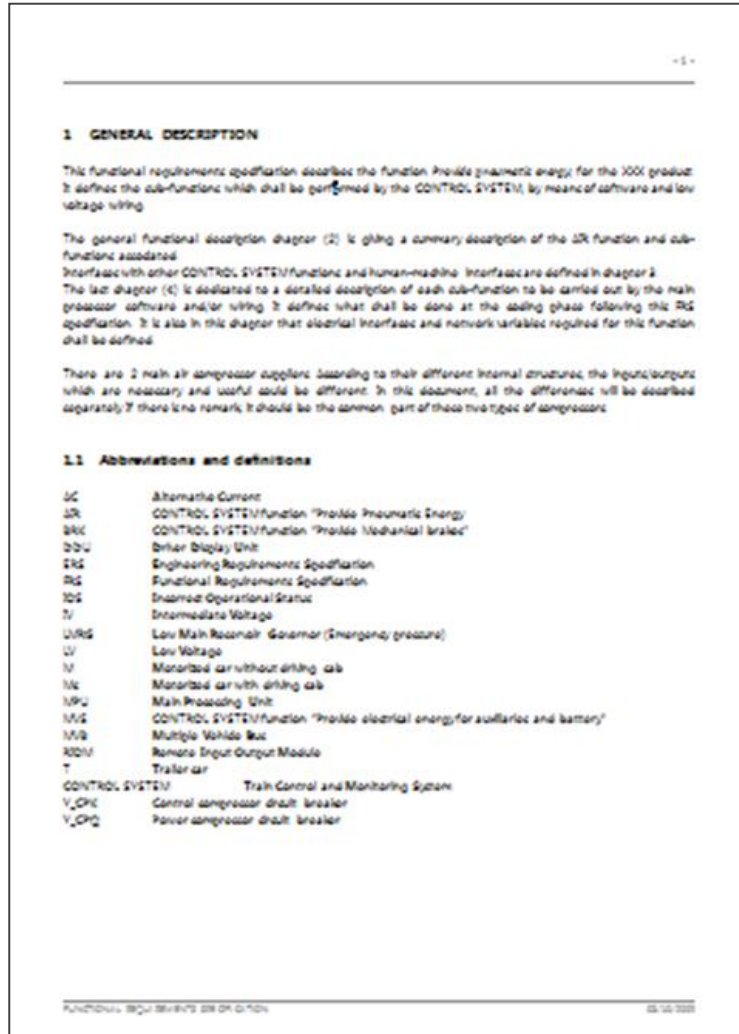 - 1 -
1 GENERAL DESCRIPTION
This functional requirements specification describes the function Provide pneumatic energy, for the XXX product.
It defines the sub-functions which shall be performed by the CONTROL SYSTEM, by means of software and low
voltage wiring.
The general functional description chapter (2) is giving a summary description of the AIR function and sub-
functions associated.
Interfaces with other CONTROL SYSTEM functions and human-machine interfaces are defined in chapter 3.
The last chapter (4) is dedicated to a detailed description of each sub-function to be carried out by the main
processor software and/or wiring. It defines what shall be done at the coding phase following this FRS
specification. It is also in this chapter that electrical interfaces and network variables required for this function
shall be defined.
There are 2 main air compressor suppliers. According to their different internal structures, the inputs/outputs
which are necessary and useful could be different. In this document, all the differences will be described
separately. If there is no remark, it should be the common part of these two types of compressors.
1.1 Abbreviations and definitions
AC Alternative Current
AIR CONTROL SYSTEM function "Provide Pneumatic Energy
BRK CONTROL SYSTEM function "Provide Mechanical brakes"
DDU Driver Display Unit
ERS Engineering Requirements Specification
FRS Functional Requirements Specification
IOS Incorrect Operational Status
IV Intermediate Voltage
LMRG Low Main Reservoir Governor (Emergency pressure)
LV Low Voltage
M Motorized car without driving cab
Mc Motorized car with driving cab
MPU Main Processing Unit
CONTROL SYSTEM function "Provide electrical energy for auxiliaries and battery"
MVB Multiple Vehicle Bus
RIOM Remote Input Output Module
T Trailer car
CONTROL SYSTEM Train Control and Monitoring System
Y_CPK Control compressor circuit breaker
Y_CPQ Power compressor circuit breaker
FUNCTIONAL REQUIREMENTS SPECIFICATION